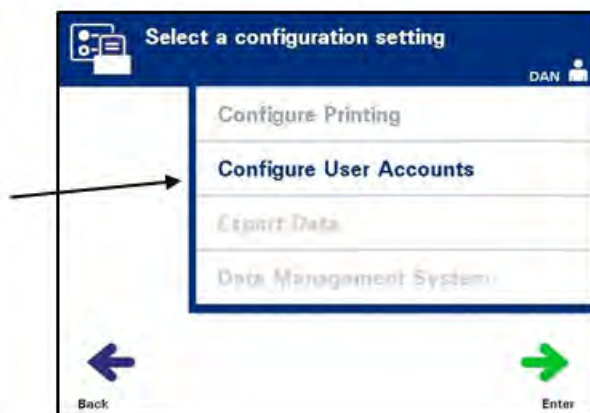 Select a configuration setting
DAN
Configure Printing
Configure User Accounts
Export Data
Data Management System
Back
Enter